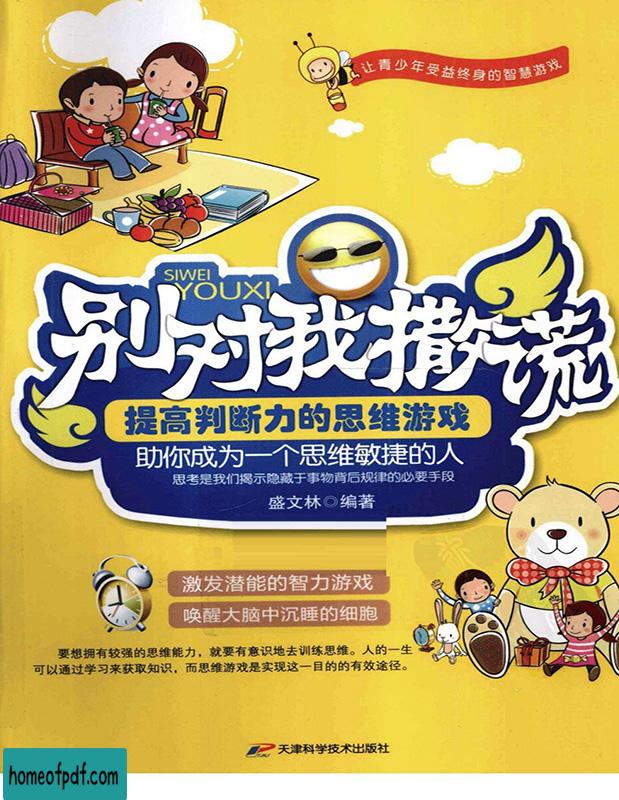 让青少年受益终身的智慧游戏
SIWEI
YOUXI
别对我撒谎
提高判断力的思维游戏
助你成为一个思维敏捷的人
思考是我们揭示隐藏于事物背后规律的必要手段
盛文林◎编著
激发潜能的智力游戏
唤醒大脑中沉睡的细胞
要想拥有较强的思维能力，就要有意识地去训练思维。人的一生
可以通过学习来获取知识，而思维游戏是实现这一目的的有效途径。
天津科学技术出版社
homeofpdf.com